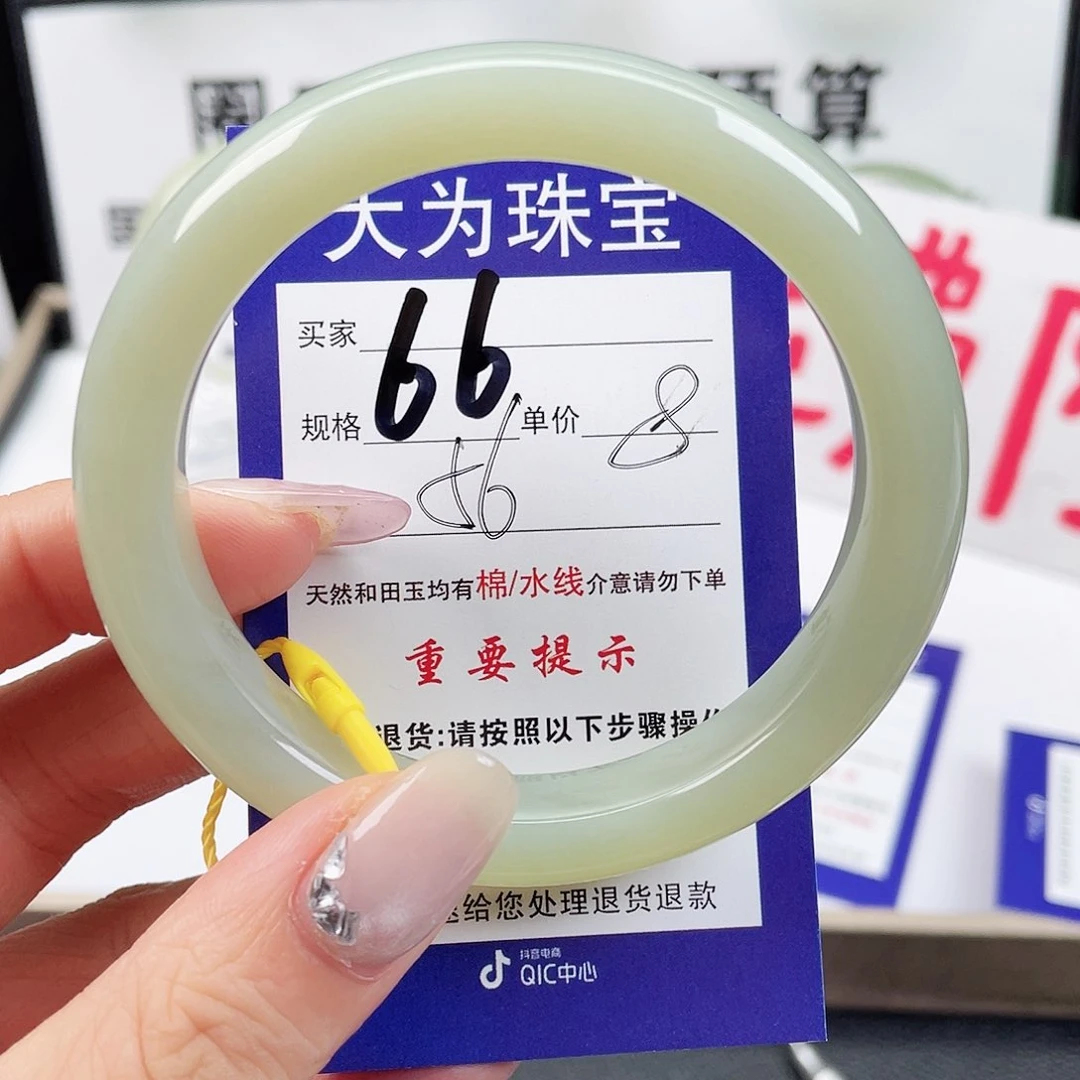 圈
算
大为珠宝
买家
66
规格
单价
8
56
天然和田玉均有棉/水线介意请勿下单
重要提示
退货:请按照以下步骤操作
给您处理退货退款
抖音电商
QIC中心